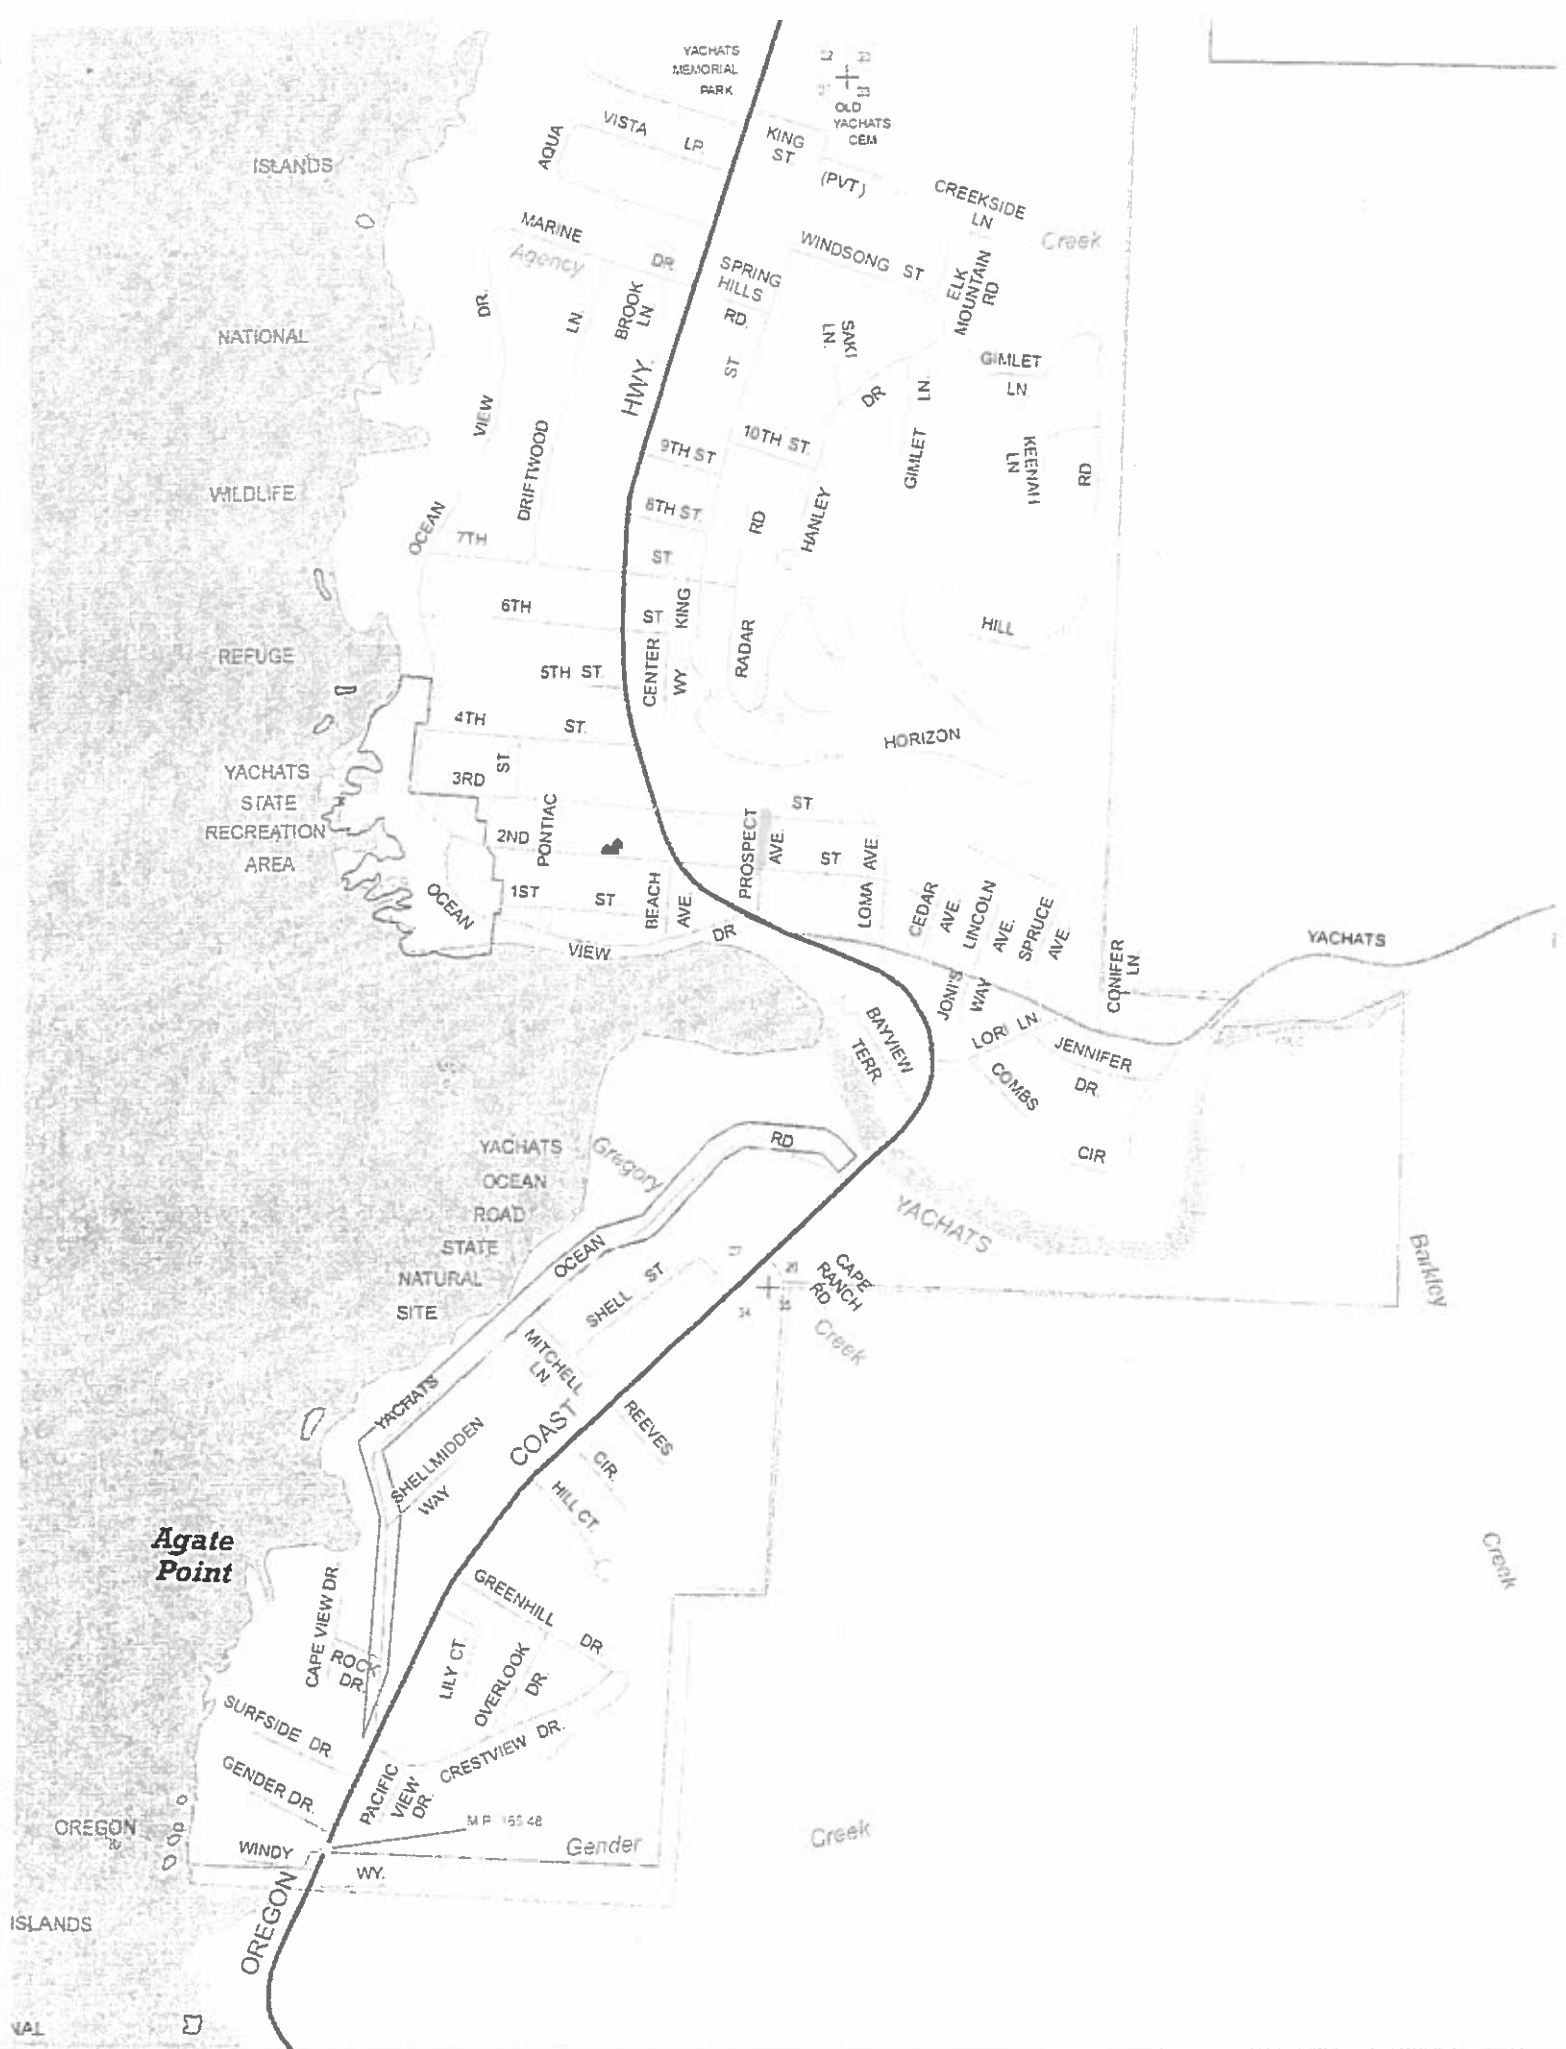 YACHATS
MEMORIAL
PARK
OLD
YACHATS
CEM
AQUA
VISTA
LP.
KING
ST.
(PVT)
CREEKSIDE
LN
Creek
ISLANDS
MARINE
DR.
Agency
WINDSONG ST
SPRING
HILLS
RD.
ELK
MOUNTAIN
RD
DR.
LN.
BROOK
LN
SAKI
LN.
NATIONAL
HWY.
ST
GIMLET
LN
DR
LN.
VIEW
DRIFTWOOD
10TH ST.
9TH ST
GIMLET
KEENAH
LN
RD
WILDLIFE
OCEAN
7TH
8TH ST.
RD
HANLEY
ST
6TH
ST
KING
HILL
REFUGE
5TH ST.
CENTER
WY
RADAR
4TH
ST.
HORIZON
YACHATS
STATE
RECREATION
AREA
3RD
ST
ST
2ND
PONTIAC
PROSPECT
AVE.
ST
LOMA
AVE.
OCEAN
1ST
ST
BEACH
AVE.
CEDAR
AVE.
LINCOLN
AVE.
SPRUCE
AVE.
VIEW
DR
CONIFER
LN.
YACHATS
JONI'S
WAY
BAYVIEW
TERR.
LORI LN
JENNIFER
DR
COMBS
CIR
YACHATS
OCEAN
ROAD
STATE
NATURAL
SITE
Gregory
RD
YACHATS
Barkley
OCEAN
27
26
34
35
CAPE
RANCH
RD
SHELL ST
Creek
MITCHELL
LN.
YACHATS
COAST
REEVES
CIR.
SHELLMIDDEN
WAY
HILL CT.
Agate
Point
Creek
CAPE VIEW DR.
GREENHILL
DR
ROCK
DR.
LILY CT
OVERLOOK
DR.
SURFSIDE DR
CRESTVIEW DR.
GENDER DR.
PACIFIC
VIEW
DR.
OREGON
WINDY
WY.
Gender
Creek
OREGON
ISLANDS